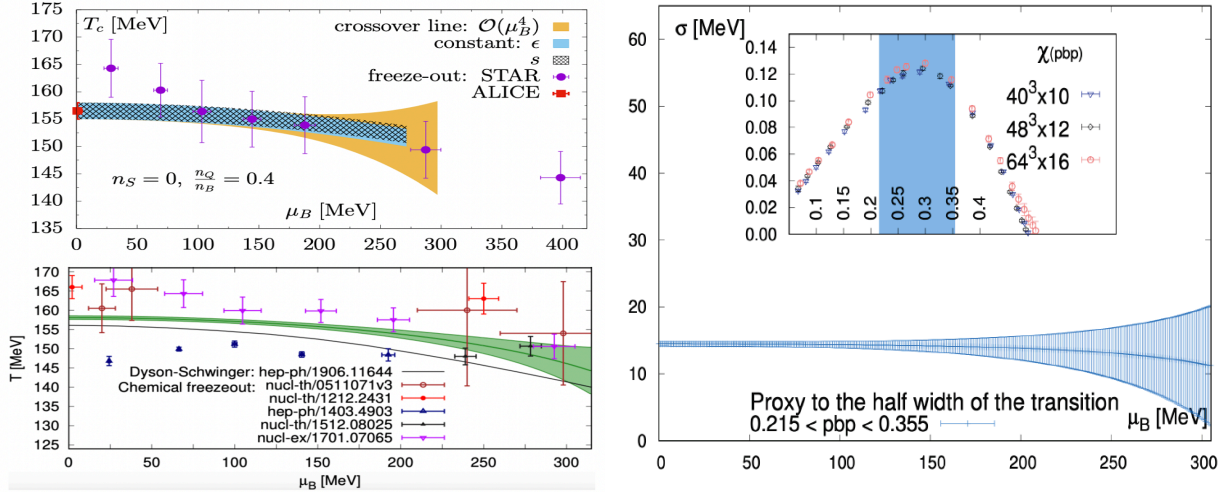 T_c [MeV]
crossover line: O(μ_B^4)
constant: ϵ
s
freeze-out: STAR
ALICE
n_S = 0, n_Q/n_B = 0.4
175
170
165
160
155
150
145
140
135
0 50 100 150 200 250 300 350 400
μ_B [MeV]
T [MeV]
170
165
160
155
150
145
140
135
130
125
Dyson-Schwinger: hep-ph/1906.11644
Chemical freezeout: nucl-th/0511071v3
nucl-th/1212.2431
hep-ph/1403.4903
nucl-th/1512.08025
nucl-ex/1701.07065
0 50 100 150 200 250 300
μ_B [MeV]
σ [MeV]
60
50
40
30
20
10
0
0.14
0.12
0.10
0.08
0.06
0.04
0.02
0.00
0.1 0.15 0.2 0.25 0.3 0.35 0.4
χ(pbp)
40³x10
48³x12
64³x16
Proxy to the half width of the transition
0.215 < pbp < 0.355
μ_B [MeV]
0 50 100 150 200 250 300